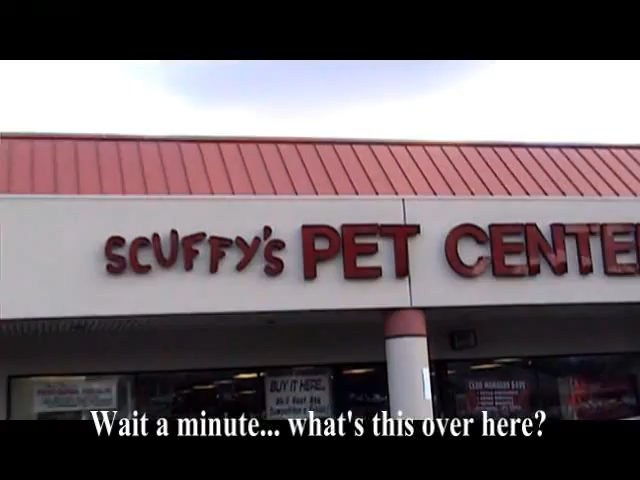 SCUFFY'S PET CENTE
BUY IT HERE...
Wait a minute... what's this over here?